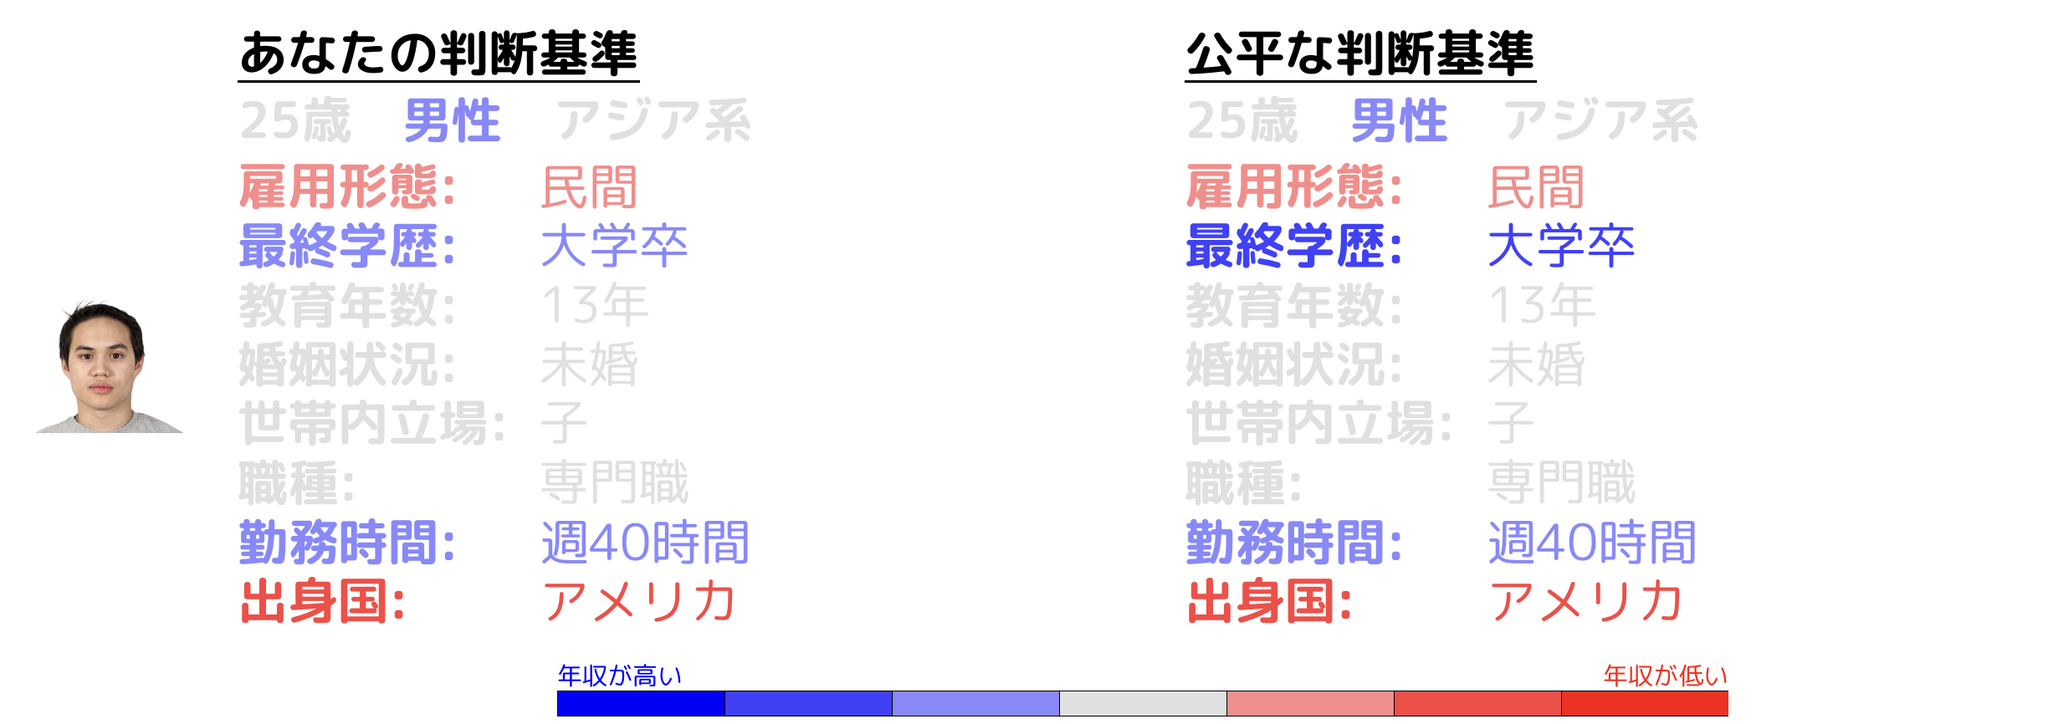 あなたの判断基準
25歳 男性 アジア系
雇用形態: 民間
最終学歴: 大学卒
教育年数: 13年
婚姻状況: 未婚
世帯内立場: 子
職種: 専門職
勤務時間: 週40時間
出身国: アメリカ
公平な判断基準
25歳 男性 アジア系
雇用形態: 民間
最終学歴: 大学卒
教育年数: 13年
婚姻状況: 未婚
世帯内立場: 子
職種: 専門職
勤務時間: 週40時間
出身国: アメリカ
年収が高い
年収が低い